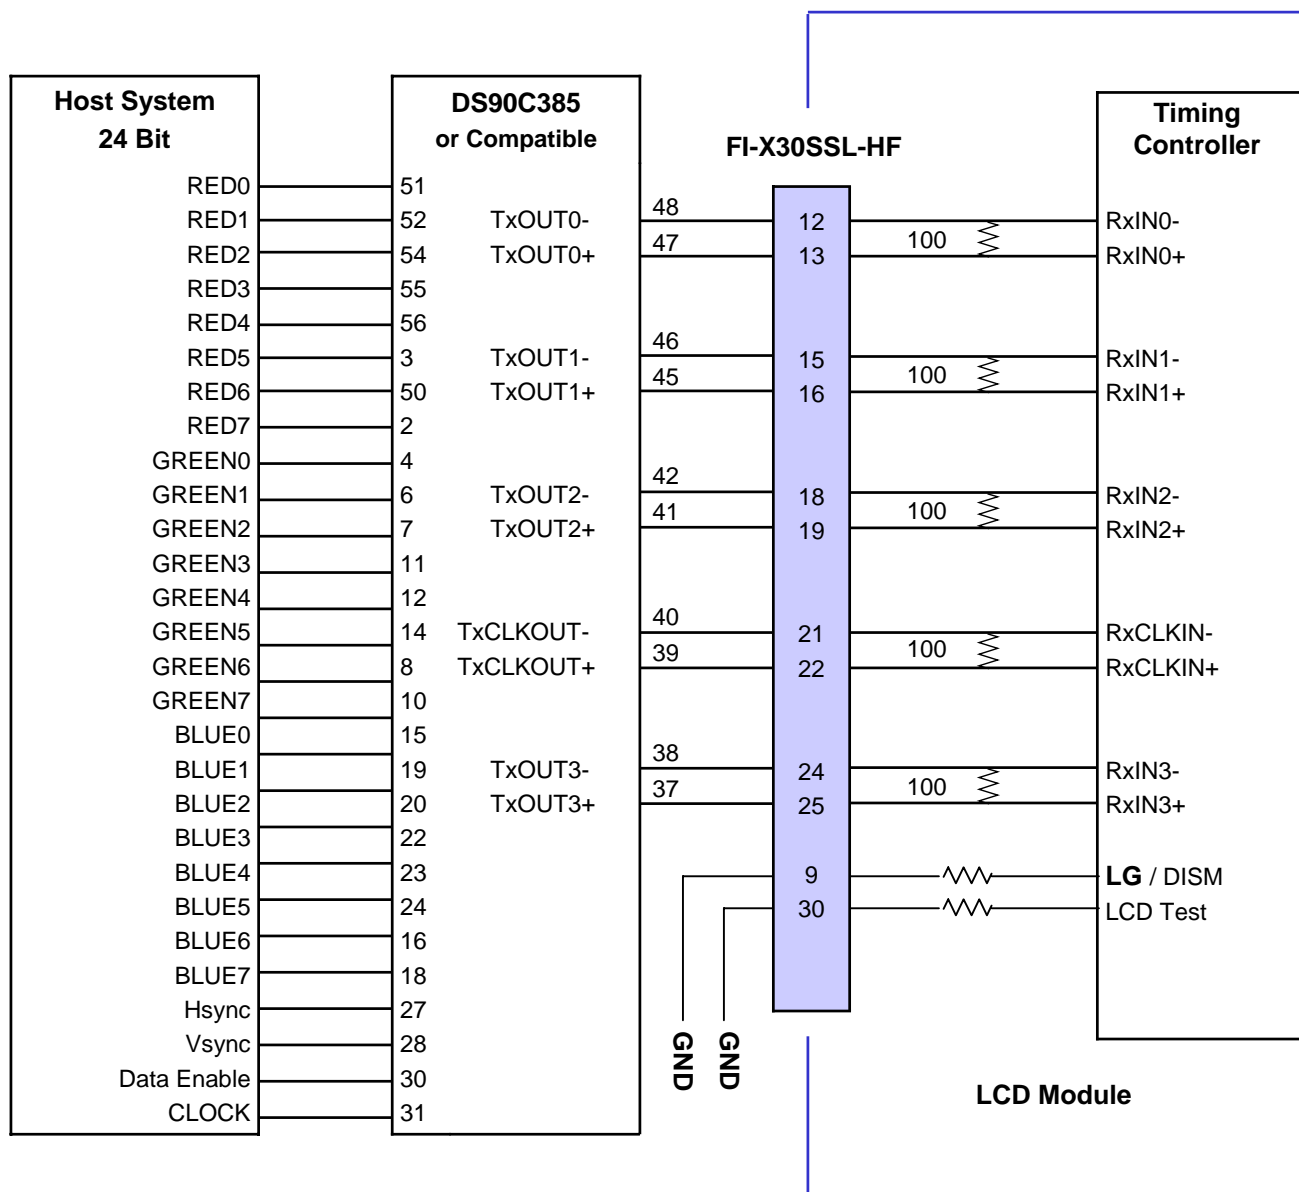 Host System
24 Bit
DS90C385
or Compatible
FI-X30SSL-HF
Timing
Controller
RED0 51
RED1 52 TxOUT0- 48 12 RxIN0-
100
RED2 54 TxOUT0+ 47 13 RxIN0+
RED3 55
RED4 56
RED5 3 TxOUT1- 46 15 RxIN1-
100
RED6 50 TxOUT1+ 45 16 RxIN1+
RED7 2
GREEN0 4
GREEN1 6 TxOUT2- 42 18 RxIN2-
100
GREEN2 7 TxOUT2+ 41 19 RxIN2+
GREEN3 11
GREEN4 12
GREEN5 14 TxCLKOUT- 40 21 RxCLKIN-
100
GREEN6 8 TxCLKOUT+ 39 22 RxCLKIN+
GREEN7 10
BLUE0 15
BLUE1 19 TxOUT3- 38 24 RxIN3-
100
BLUE2 20 TxOUT3+ 37 25 RxIN3+
BLUE3 22
BLUE4 23 9 LG / DISM
BLUE5 24 30 LCD Test
BLUE6 16
BLUE7 18
Hsync 27
Vsync 28
Data Enable 30
CLOCK 31
GND
GND
LCD Module